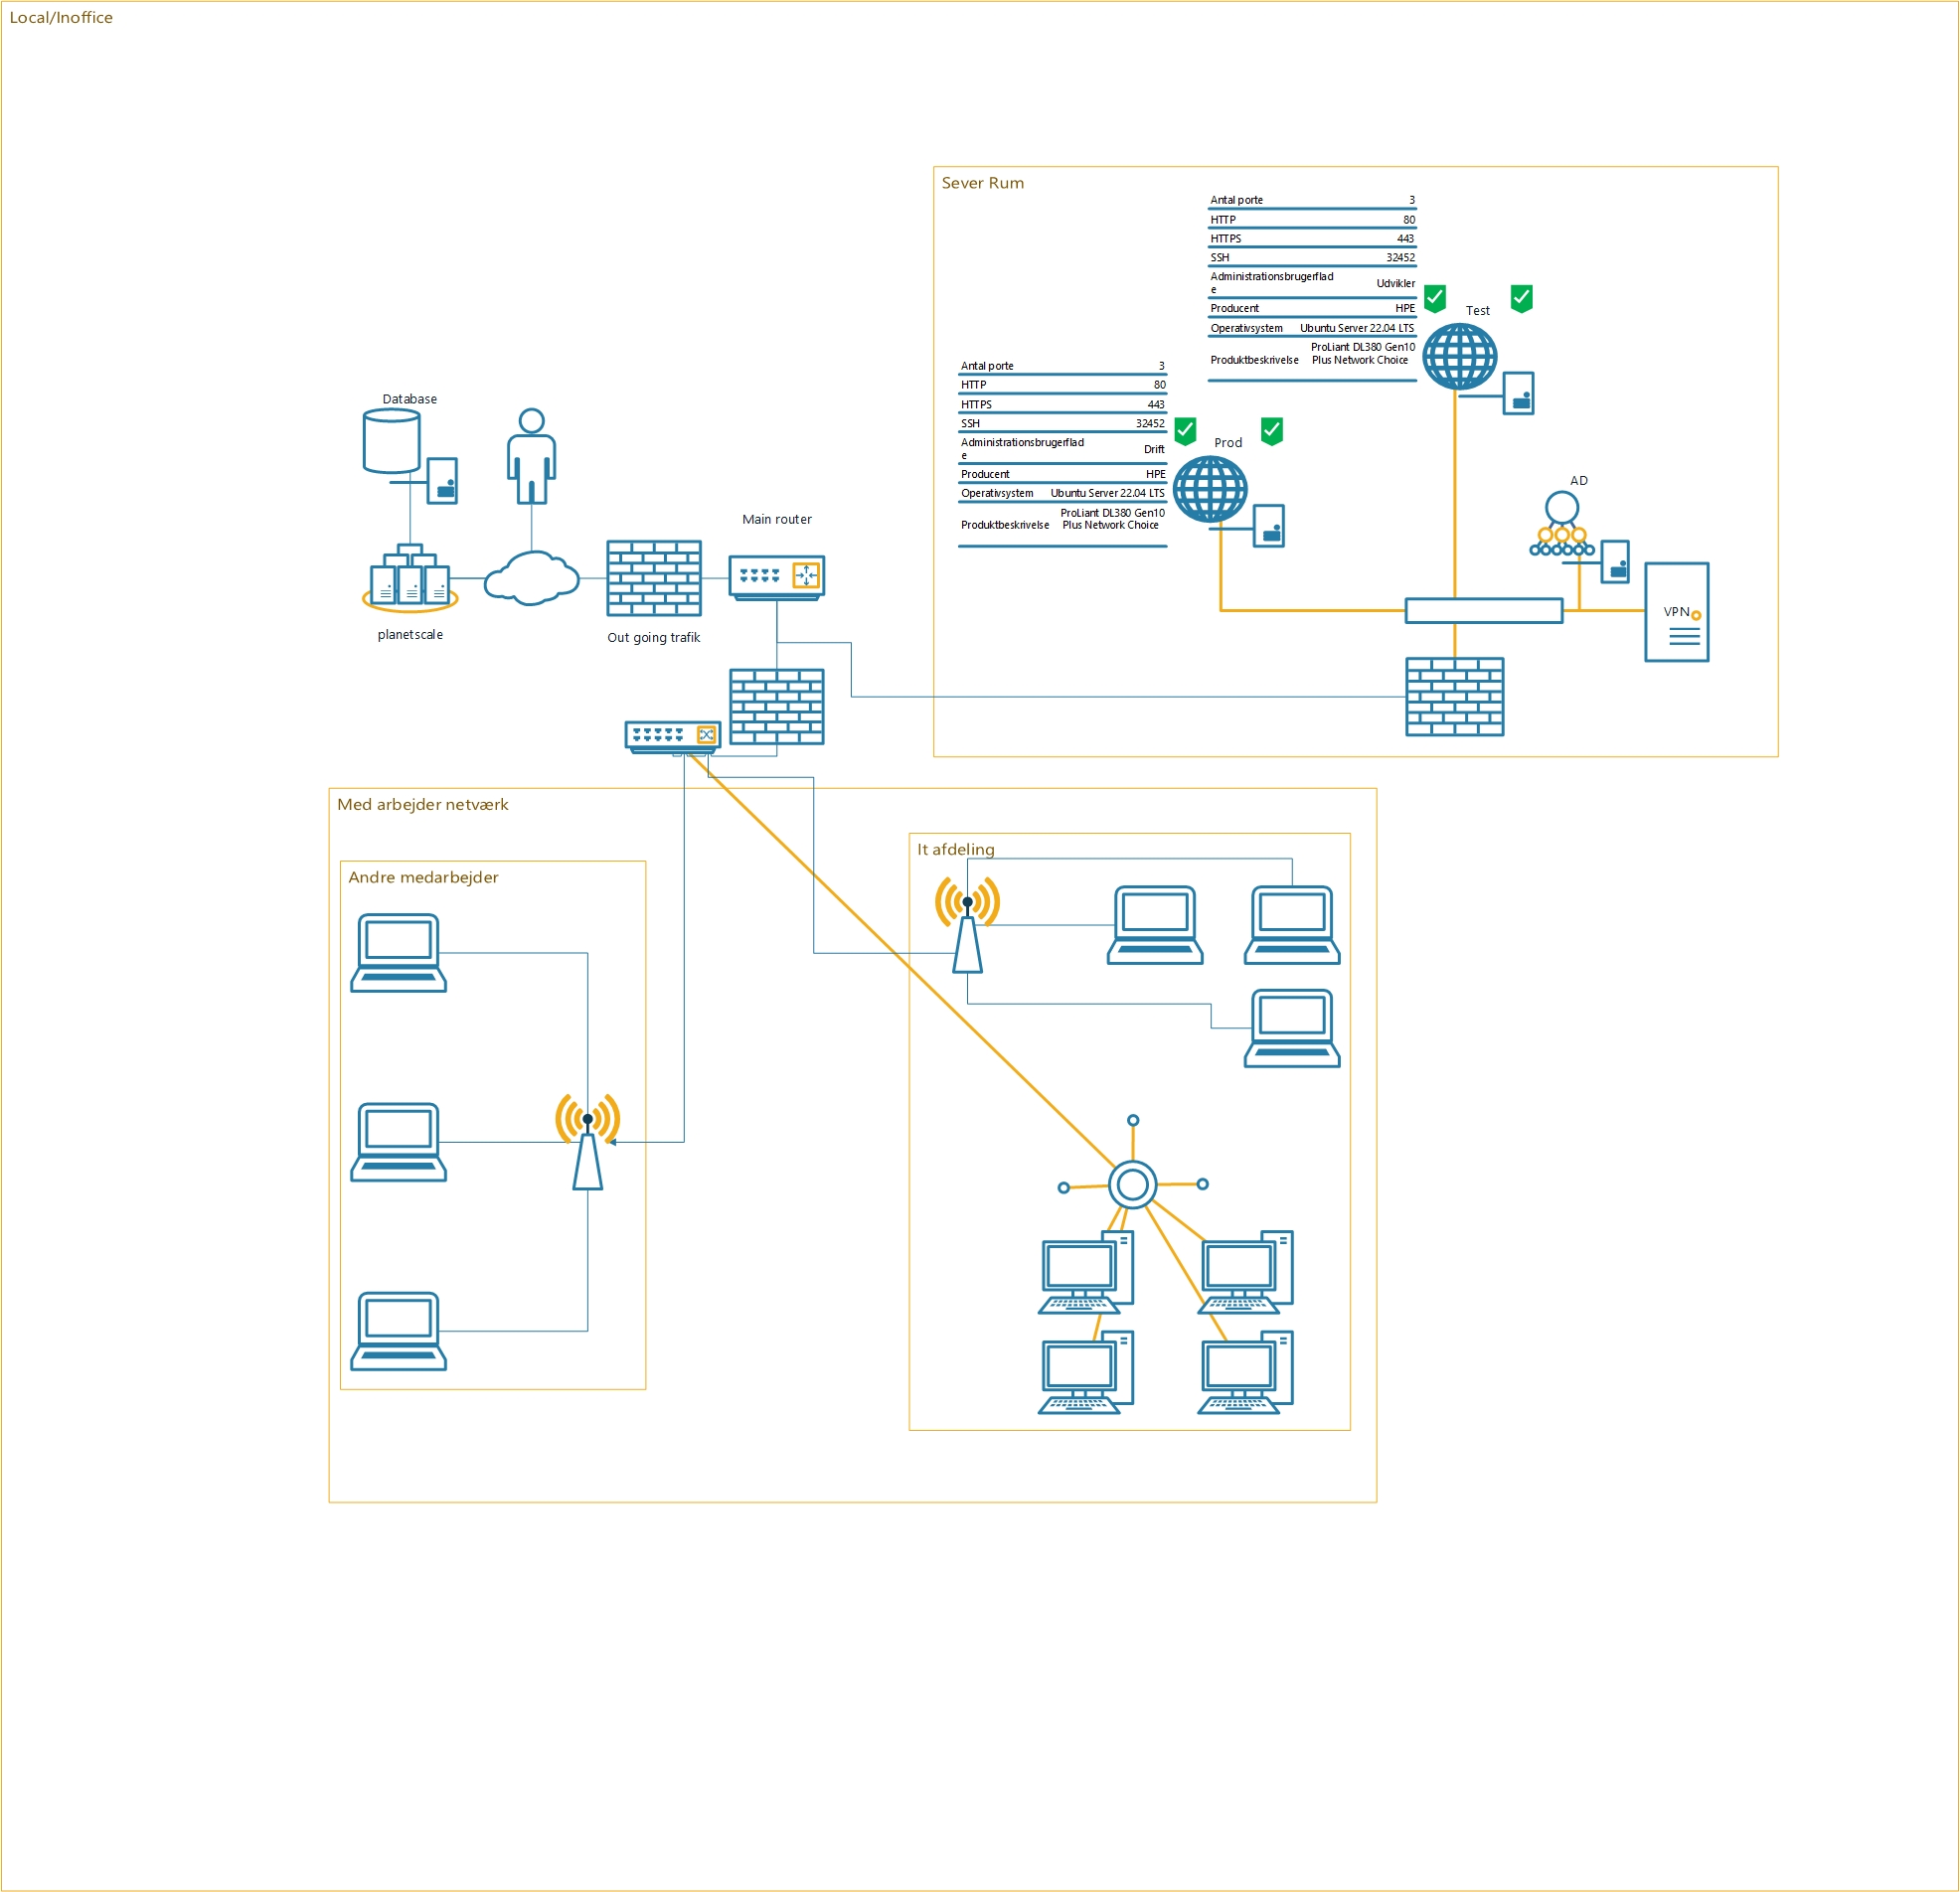 Local/Inoffice
Sever Rum
Antal porte 3
HTTP 80
HTTPS 443
SSH 32452
Administrationsbrugerflad
e
Udvikler
Producent HPE
Operativsystem Ubuntu Server 22.04 LTS
Produktbeskrivelse
ProLiant DL380 Gen10
Plus Network Choice
Test
Antal porte 3
HTTP 80
HTTPS 443
SSH 32452
Administrationsbrugerflad
e
Drift
Producent HPE
Operativsystem Ubuntu Server 22.04 LTS
Produktbeskrivelse
ProLiant DL380 Gen10
Plus Network Choice
Prod
AD
VPN
Database
Main router
planetscale
Out going trafik
Med arbejder netværk
Andre medarbejder
It afdeling